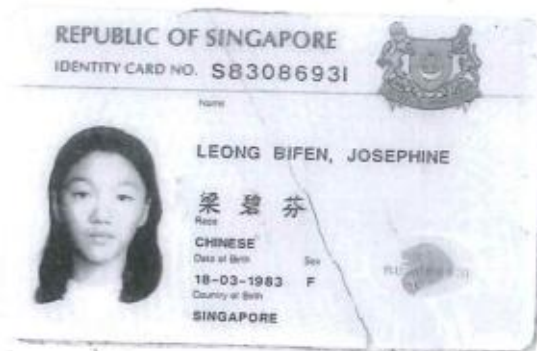 REPUBLIC OF SINGAPORE
IDENTITY CARD NO. S8308693I
Name
LEONG BIFEN, JOSEPHINE
梁碧芬
Race
CHINESE
Date of Birth Sex
18-03-1983 F
Country of Birth
SINGAPORE